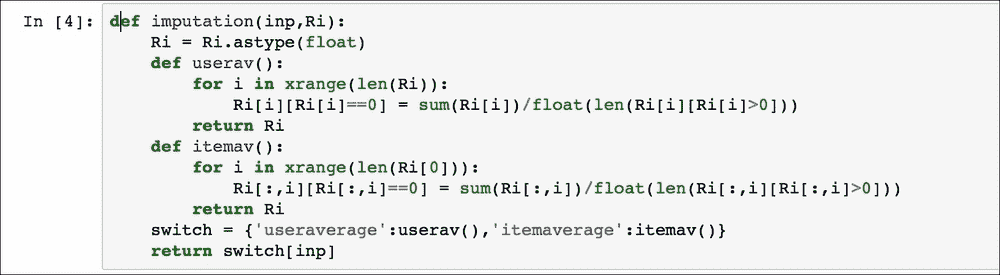 In [4]: def imputation(inp,Ri):
    Ri = Ri.astype(float)
    def userav():
        for i in xrange(len(Ri)):
            Ri[i][Ri[i]==0] = sum(Ri[i])/float(len(Ri[i][Ri[i]>0]))
        return Ri
    def itemav():
        for i in xrange(len(Ri[0])):
            Ri[:,i][Ri[:,i]==0] = sum(Ri[:,i])/float(len(Ri[:,i][Ri[:,i]>0]))
        return Ri
    switch = {'useraverage':userav(),'itemaverage':itemav()}
    return switch[inp]